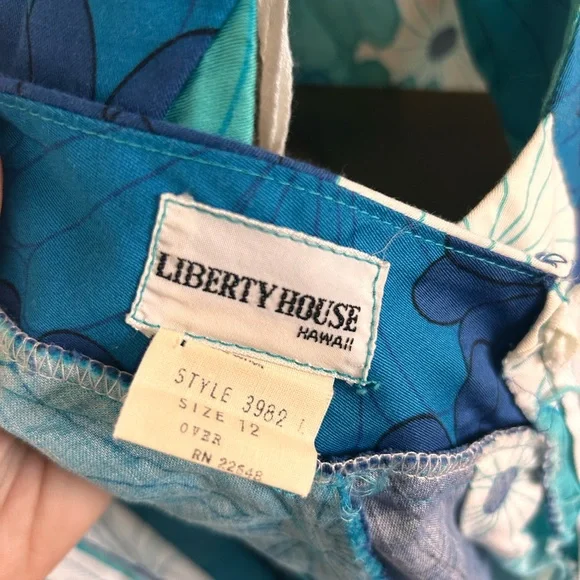 LIBERTY HOUSE
HAWAII
STYLE 3982
SIZE 12
OVER
RN 22548